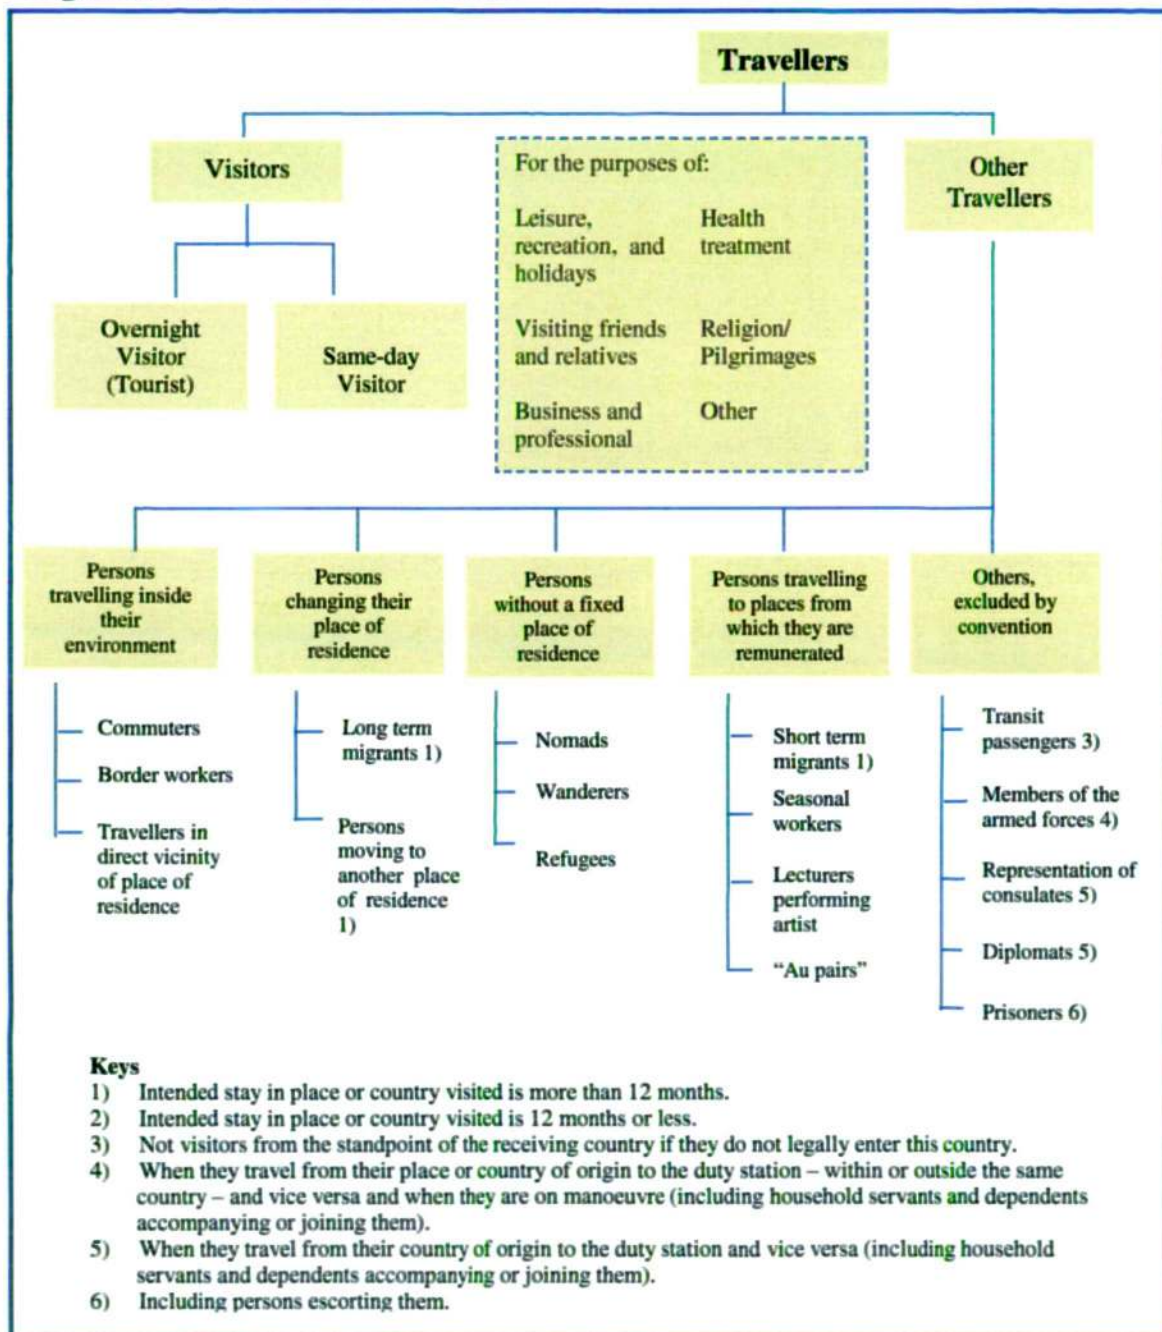 Travellers
Visitors
For the purposes of:
Leisure,
recreation, and
holidays
Health
treatment
Visiting friends
and relatives
Religion/
Pilgrimages
Business and
professional
Other
Other
Travellers
Overnight
Visitor
(Tourist)
Same-day
Visitor
Persons
travelling inside
their
environment
Persons
changing their
place of
residence
Persons
without a fixed
place of
residence
Persons travelling
to places from
which they are
remunerated
Others,
excluded by
convention
Commuters
Border workers
Travellers in
direct vicinity
of place of
residence
Long term
migrants 1)
Persons
moving to
another place
of residence
1)
Nomads
Wanderers
Refugees
Short term
migrants 1)
Seasonal
workers
Lecturers
performing
artist
“Au pairs”
Transit
passengers 3)
Members of the
armed forces 4)
Representation of
consulates 5)
Diplomats 5)
Prisoners 6)
Keys
1) Intended stay in place or country visited is more than 12 months.
2) Intended stay in place or country visited is 12 months or less.
3) Not visitors from the standpoint of the receiving country if they do not legally enter this country.
4) When they travel from their place or country of origin to the duty station – within or outside the same
country – and vice versa and when they are on manoeuvre (including household servants and dependents
accompanying or joining them).
5) When they travel from their country of origin to the duty station and vice versa (including household
servants and dependents accompanying or joining them).
6) Including persons escorting them.